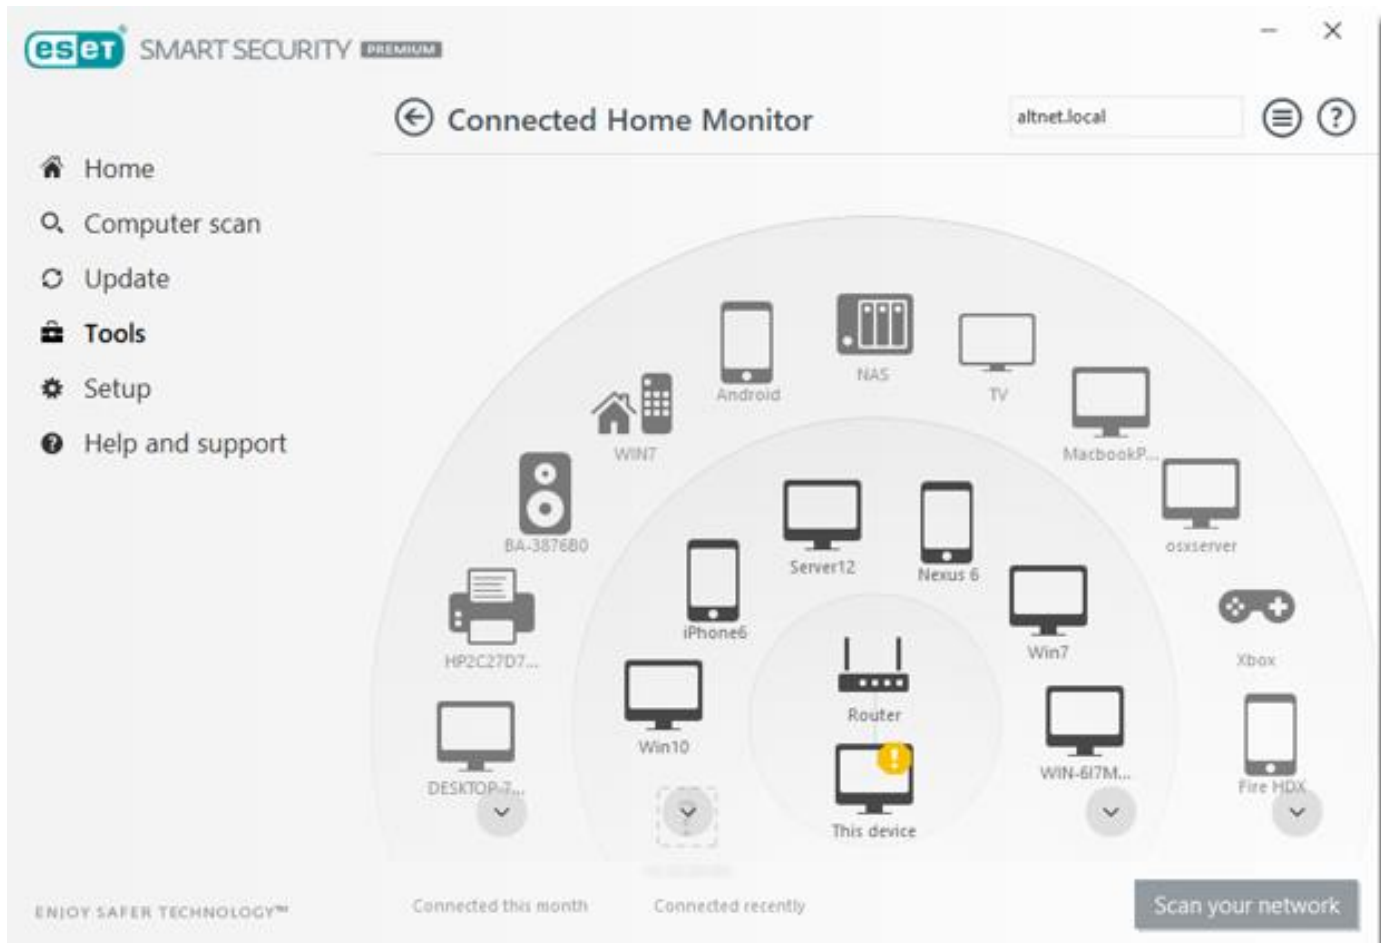 eset SMART SECURITY PREMIUM
Connected Home Monitor
altnet.local
Home
Computer scan
Update
Tools
Setup
Help and support
NAS
Android
TV
WIN7
MacbookP...
BA-3876B0
osxserver
Server12
Nexus 6
iPhone6
HP2C27D7...
Win7
Xbox
Router
Win10
WIN-6I7M...
DESKTOP-7...
Fire HDX
This device
Connected this month
Connected recently
Scan your network
ENJOY SAFER TECHNOLOGY™